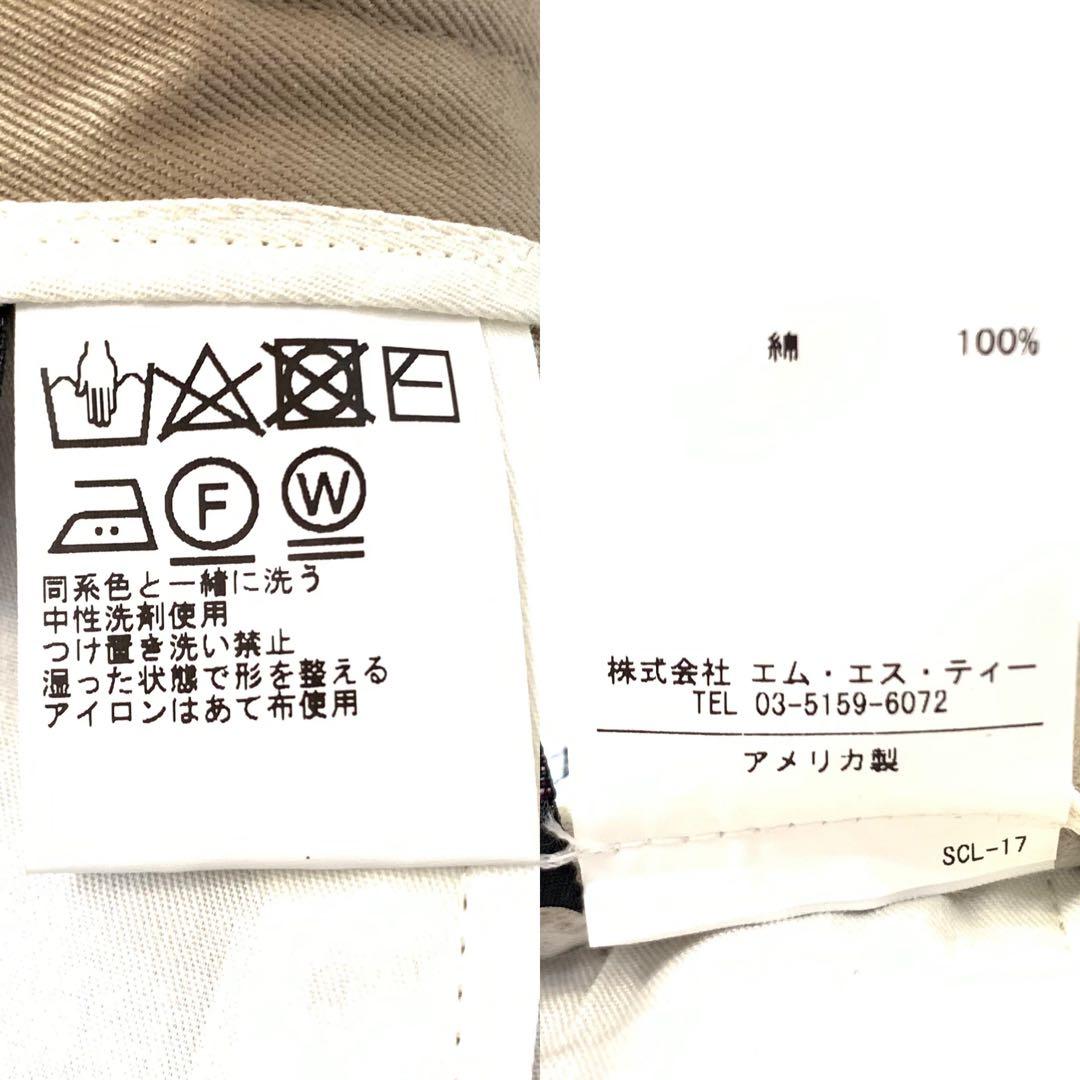 F
W
同系色と一緒に洗う
中性洗剤使用
つけ置き洗い禁止
湿った状態で形を整える
アイロンはあて布使用
綿 100%
株式会社 エム・エス・ティー
TEL 03-5159-6072
アメリカ製
SCL-17